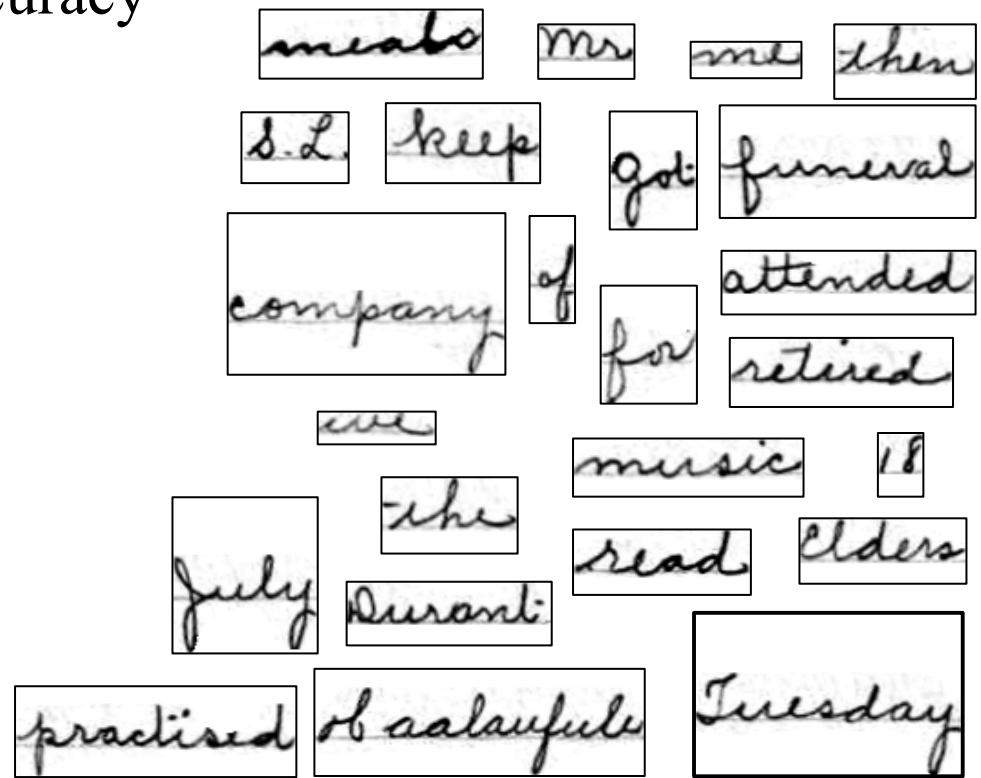 uracy
meals Mr me then
S.L. keep got funeral
company of attended
for retired
we
music 18
the
July read Elders
Durant
practised Tuesday